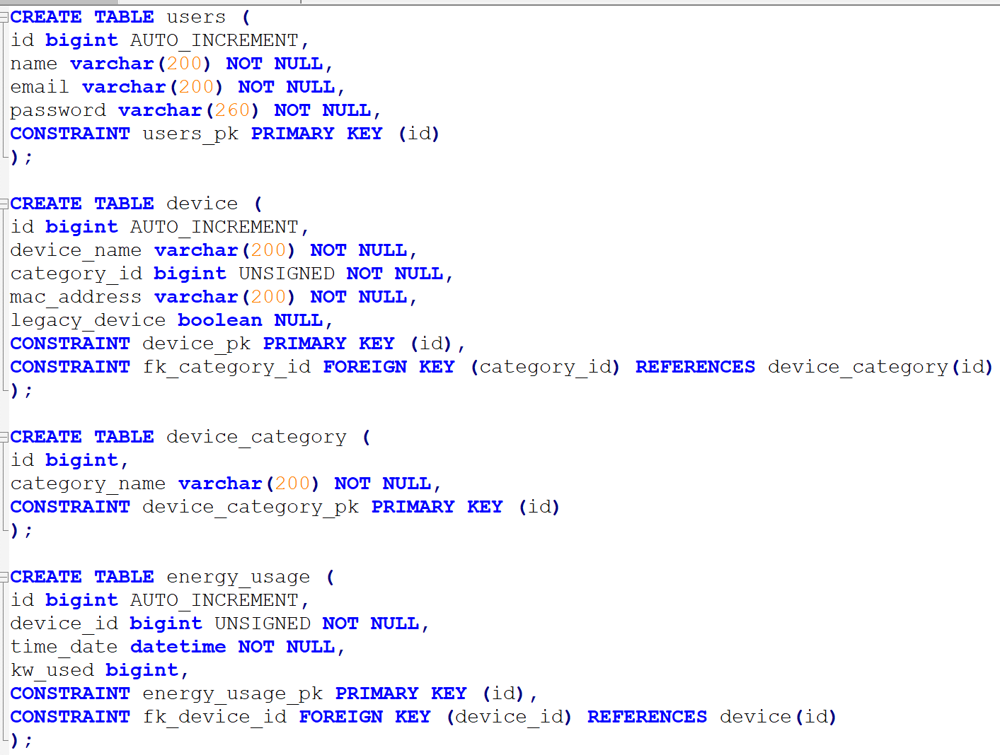 CREATE TABLE users (
id bigint AUTO_INCREMENT,
name varchar(200) NOT NULL,
email varchar(200) NOT NULL,
password varchar(260) NOT NULL,
CONSTRAINT users_pk PRIMARY KEY (id)
);
CREATE TABLE device (
id bigint AUTO_INCREMENT,
device_name varchar(200) NOT NULL,
category_id bigint UNSIGNED NOT NULL,
mac_address varchar(200) NOT NULL,
legacy_device boolean NULL,
CONSTRAINT device_pk PRIMARY KEY (id),
CONSTRAINT fk_category_id FOREIGN KEY (category_id) REFERENCES device_category(id)
);
CREATE TABLE device_category (
id bigint,
category_name varchar(200) NOT NULL,
CONSTRAINT device_category_pk PRIMARY KEY (id)
);
CREATE TABLE energy_usage (
id bigint AUTO_INCREMENT,
device_id bigint UNSIGNED NOT NULL,
time_date datetime NOT NULL,
kw_used bigint,
CONSTRAINT energy_usage_pk PRIMARY KEY (id),
CONSTRAINT fk_device_id FOREIGN KEY (device_id) REFERENCES device(id)
);